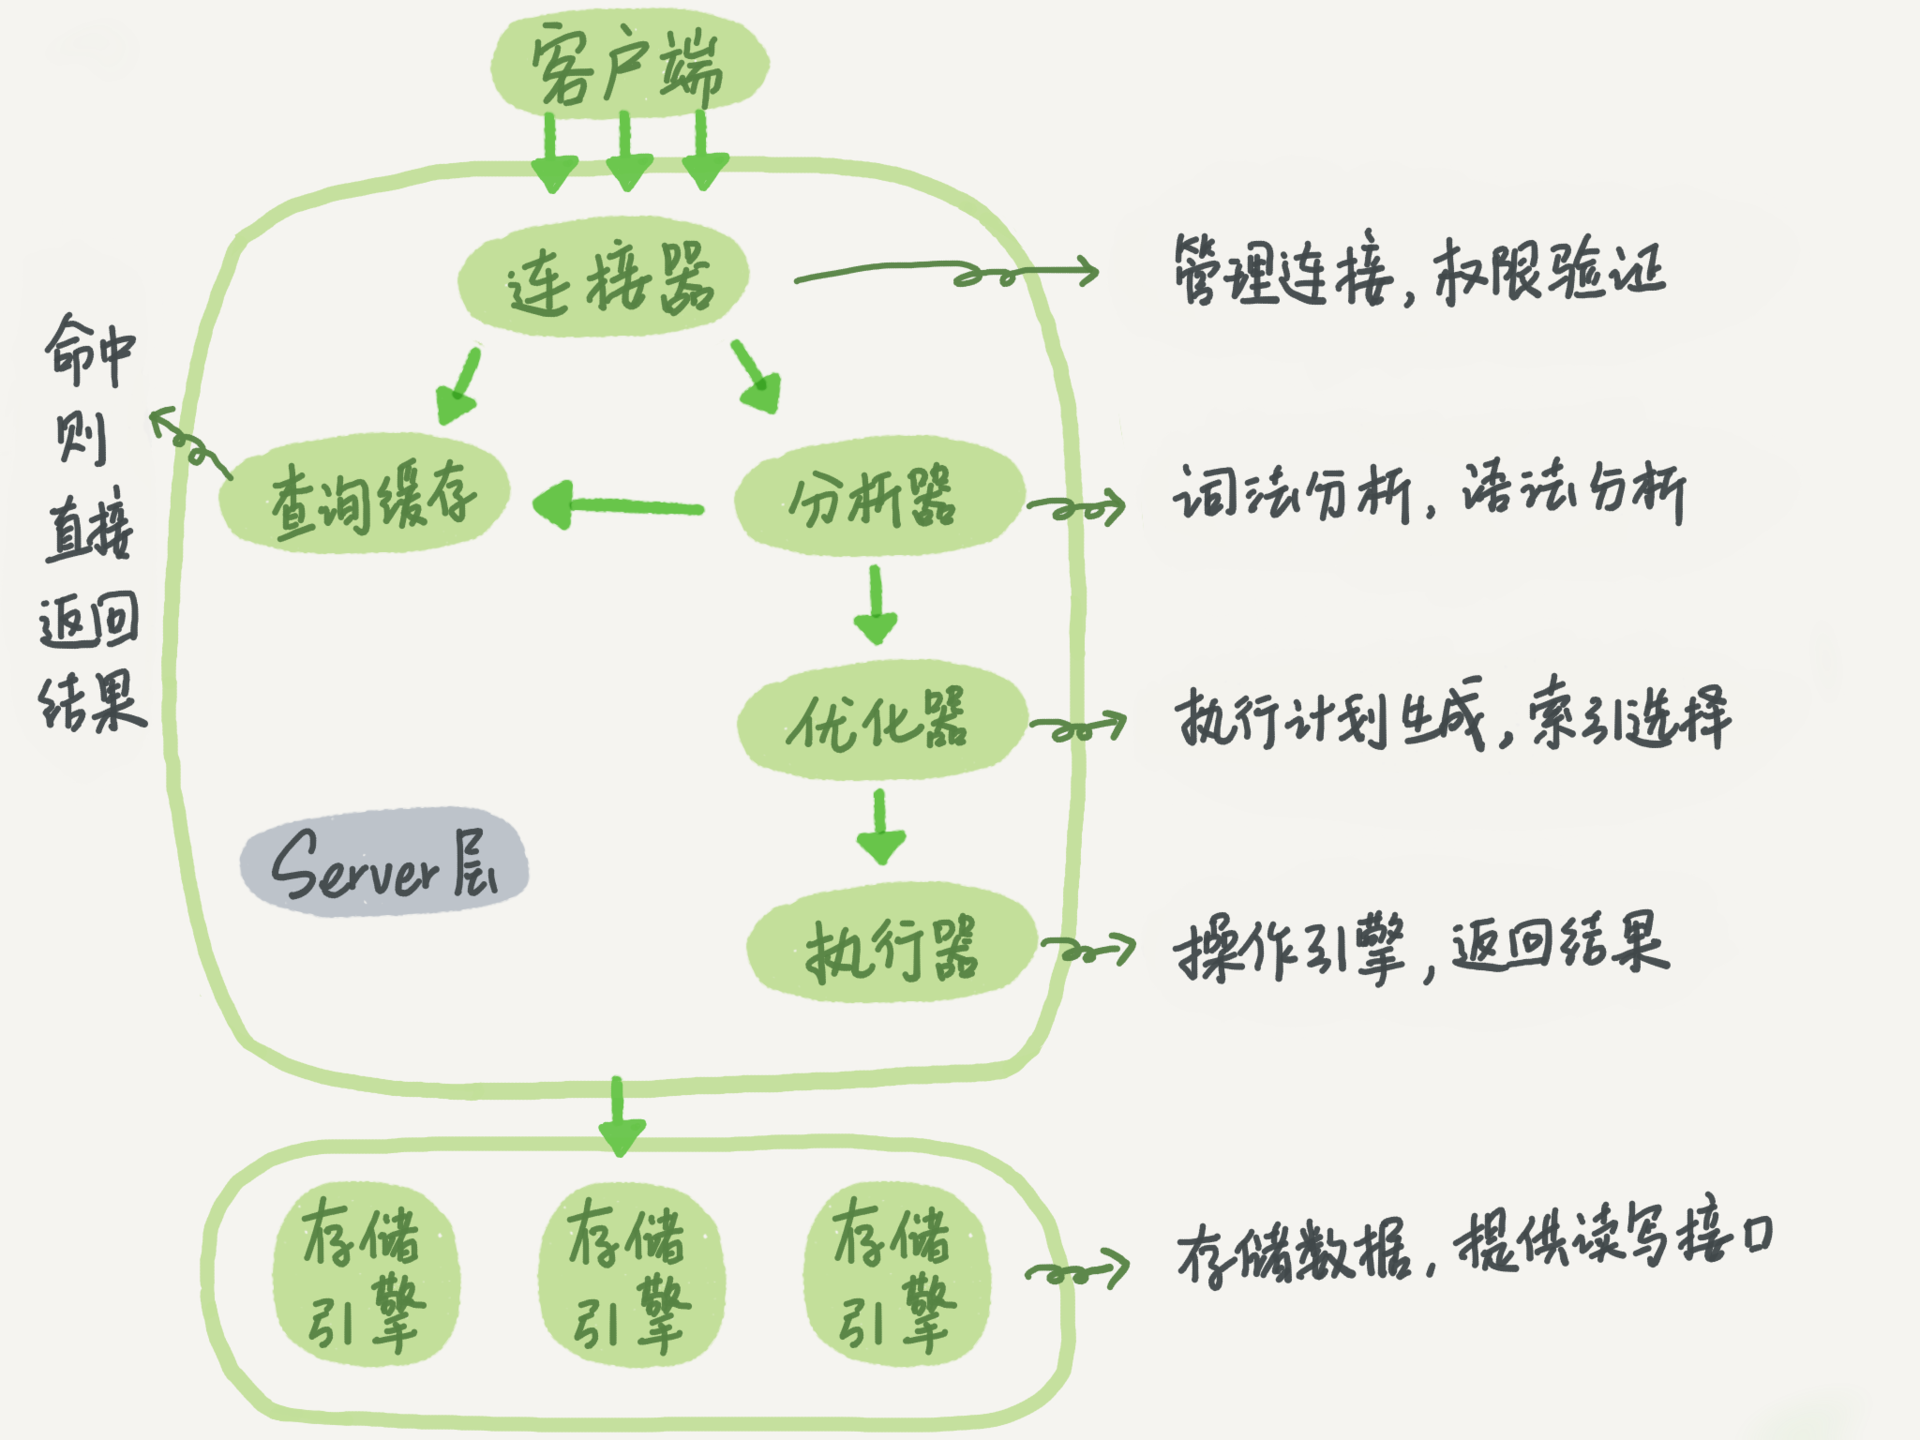 客户端
连接器
管理连接,权限验证
命中
则
直接
返回
结果
查询缓存
分析器
词法分析,语法分析
优化器
执行计划生成,索引选择
Server层
执行器
操作引擎,返回结果
存储
引擎
存储
引擎
存储
引擎
存储数据,提供读写接口